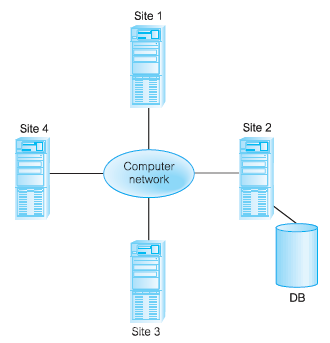 Site 1
Site 4
Site 2
Computer
network
DB
Site 3